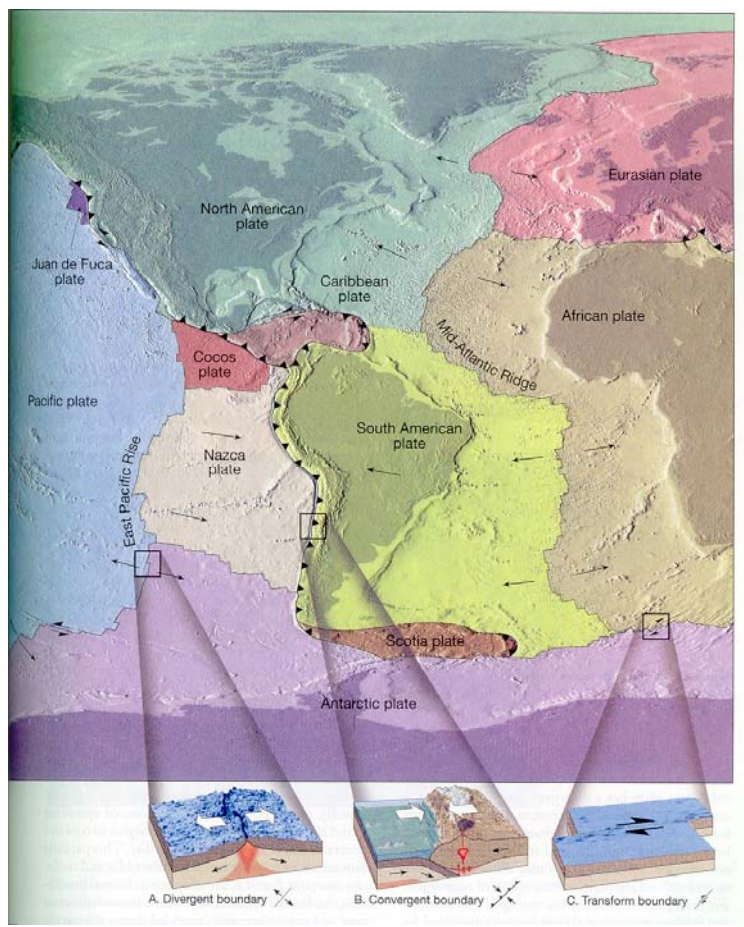 North American
plate
Eurasian plate
Juan de Fuca
plate
Caribbean
plate
African plate
Mid-Atlantic Ridge
Cocos
plate
Pacific plate
South American
plate
Nazca
plate
East Pacific Rise
Scotia plate
Antarctic plate
A. Divergent boundary
B. Convergent boundary
C. Transform boundary